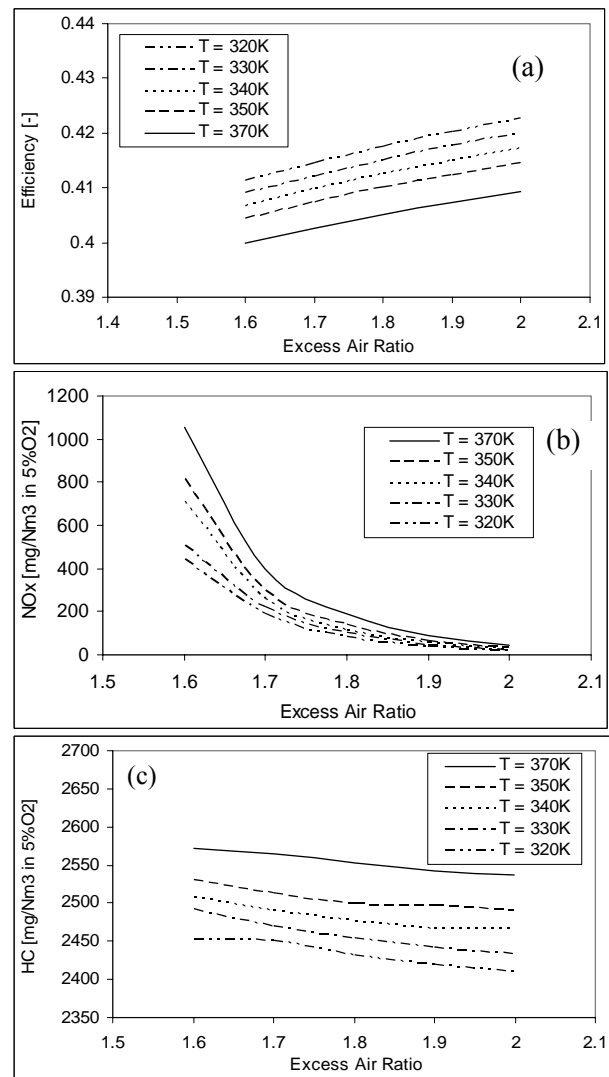 0.44
0.43
0.42
0.41
0.4
0.39
Efficiency [-]
T = 320K
T = 330K
T = 340K
T = 350K
T = 370K
(a)
1.4 1.5 1.6 1.7 1.8 1.9 2 2.1
Excess Air Ratio
1200
1000
800
600
400
200
0
NOx [mg/Nm3 in 5%O2]
T = 370K
T = 350K
T = 340K
T = 330K
T = 320K
(b)
1.5 1.6 1.7 1.8 1.9 2 2.1
Excess Air Ratio
2700
2650
2600
2550
2500
2450
2400
2350
HC [mg/Nm3 in 5%O2]
(c)
T = 370K
T = 350K
T = 340K
T = 330K
T = 320K
1.5 1.6 1.7 1.8 1.9 2 2.1
Excess Air Ratio